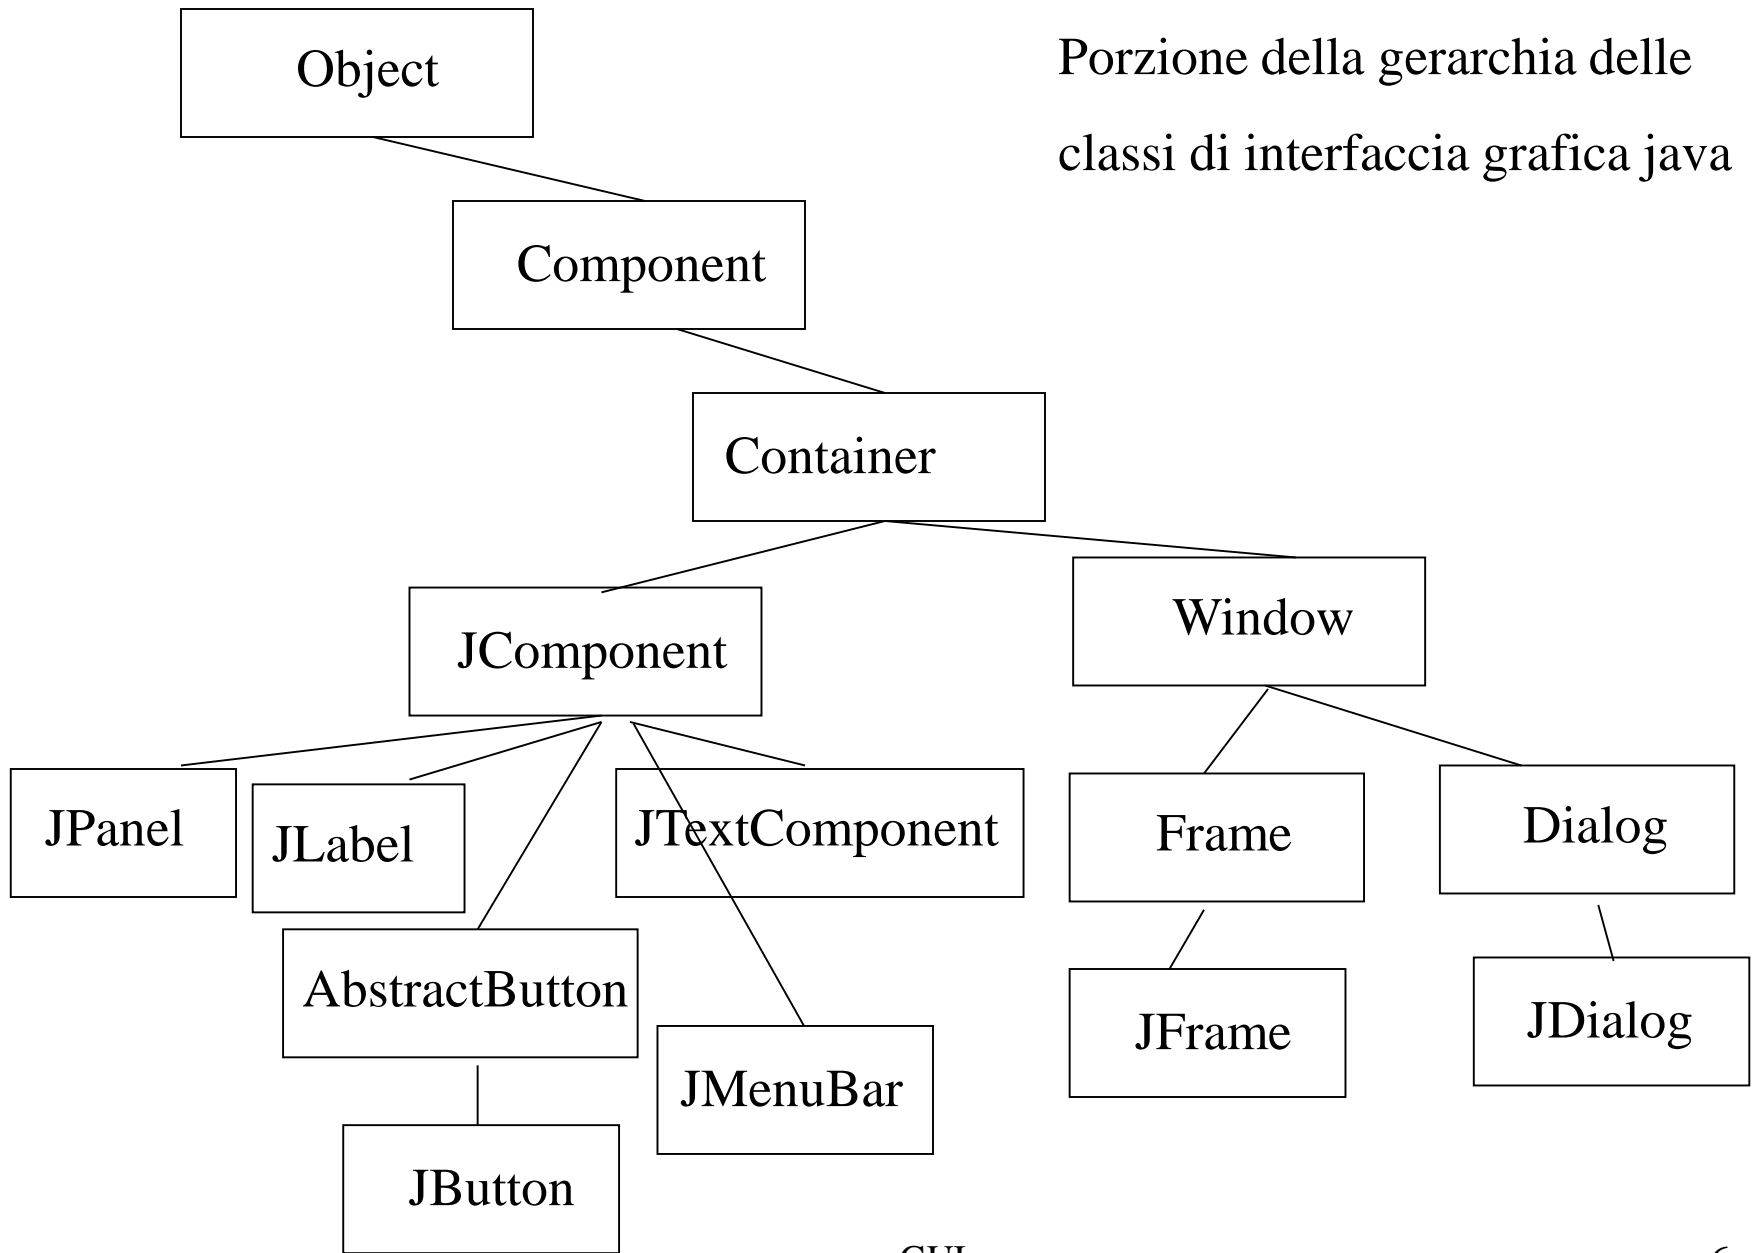 Object
Porzione della gerarchia delle
classi di interfaccia grafica java
Component
Container
JComponent
Window
JPanel
JLabel
JTextComponent
Frame
Dialog
AbstractButton
JMenuBar
JFrame
JDialog
JButton